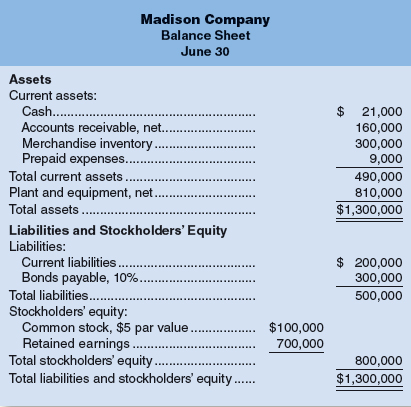 Madison Company
Balance Sheet
June 30
Assets
Current assets:
Cash........................................................ $ 21,000
Accounts receivable, net.......................... 160,000
Merchandise inventory............................ 300,000
Prepaid expenses.................................... 9,000
Total current assets.................................... 490,000
Plant and equipment, net............................ 810,000
Total assets................................................ $1,300,000
Liabilities and Stockholders' Equity
Liabilities:
Current liabilities...................................... $ 200,000
Bonds payable, 10%................................ 300,000
Total liabilities.............................................. 500,000
Stockholders' equity:
Common stock, $5 par value.................. $100,000
Retained earnings.................................. 700,000
Total stockholders' equity............................ 800,000
Total liabilities and stockholders' equity...... $1,300,000